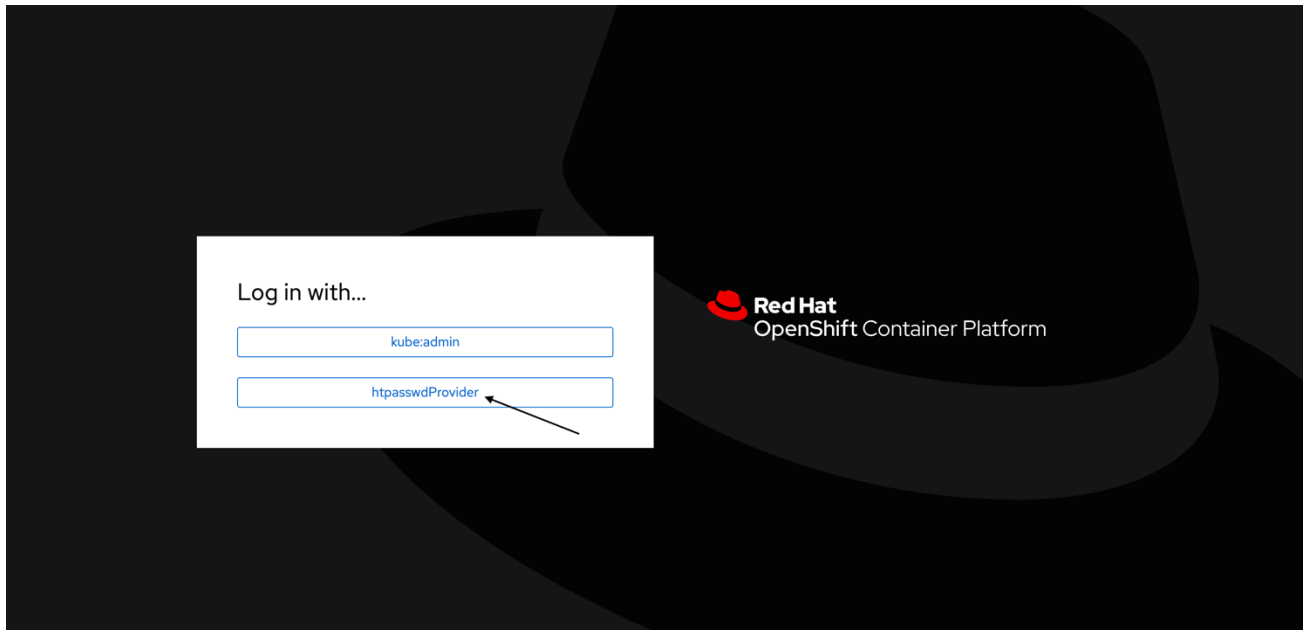 Log in with...
kube:admin
htpasswdProvider
Red Hat
OpenShift Container Platform